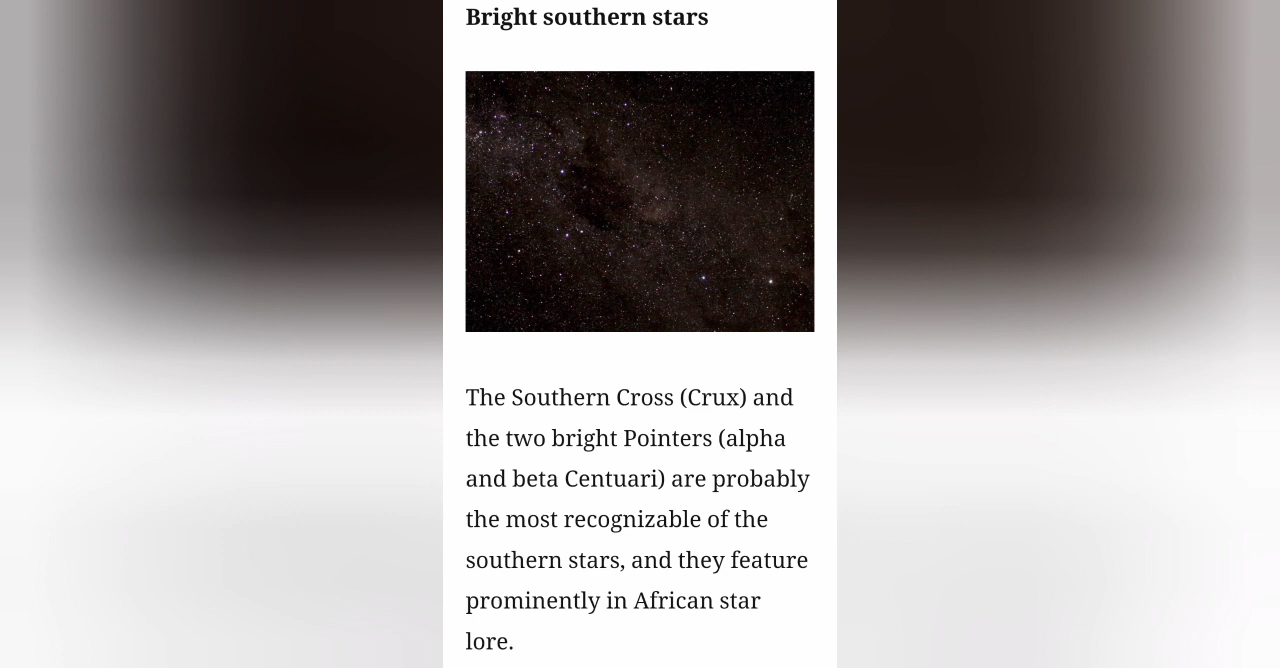 Bright southern stars
The Southern Cross (Crux) and
the two bright Pointers (alpha
and beta Centuari) are probably
the most recognizable of the
southern stars, and they feature
prominently in African star
lore.